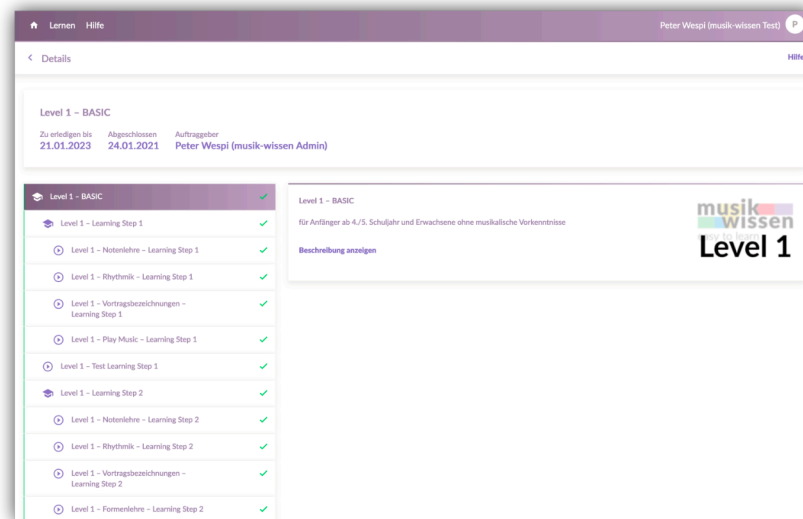 Lernen Hilfe
Peter Wespi (musik-wissen Test) P
Details
Hilfe
Level 1 – BASIC
Zu erledigen bis Abgeschlossen Auftraggeber
21.01.2023 24.01.2021 Peter Wespi (musik-wissen Admin)
Level 1 – BASIC
Level 1 – Learning Step 1
Level 1 – Notenlehre – Learning Step 1
Level 1 – Rhythmik – Learning Step 1
Level 1 – Vortragsbezeichnungen –
Learning Step 1
Level 1 – Play Music – Learning Step 1
Level 1 – Test Learning Step 1
Level 1 – Learning Step 2
Level 1 – Notenlehre – Learning Step 2
Level 1 – Rhythmik – Learning Step 2
Level 1 – Vortragsbezeichnungen –
Learning Step 2
Level 1 – Formenlehre – Learning Step 2
Level 1 – BASIC
für Anfänger ab 4./5. Schuljahr und Erwachsene ohne musikalische Vorkenntnisse
Beschreibung anzeigen
musik
wissen
easy to learn
Level 1